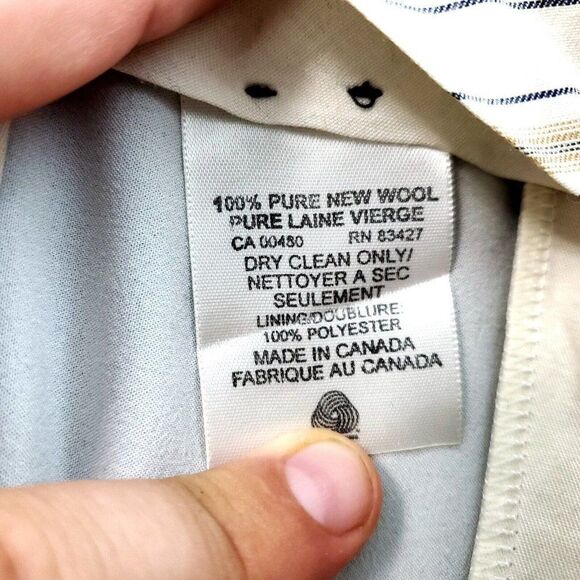 100% PURE NEW WOOL
PURE LAINE VIERGE
CA 00480 RN 83427
DRY CLEAN ONLY/
NETTOYER A SEC
SEULEMENT
LINING/DOUBLURE:
100% POLYESTER
MADE IN CANADA
FABRIQUE AU CANADA